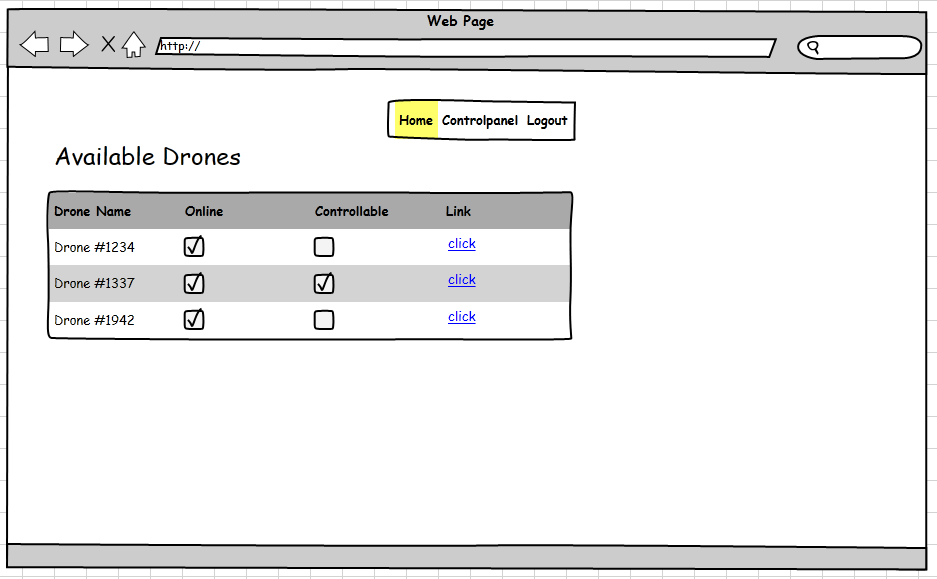 Web Page
http://
Home Controlpanel Logout
Available Drones
Drone Name Online Controllable Link
Drone #1234 click
Drone #1337 click
Drone #1942 click